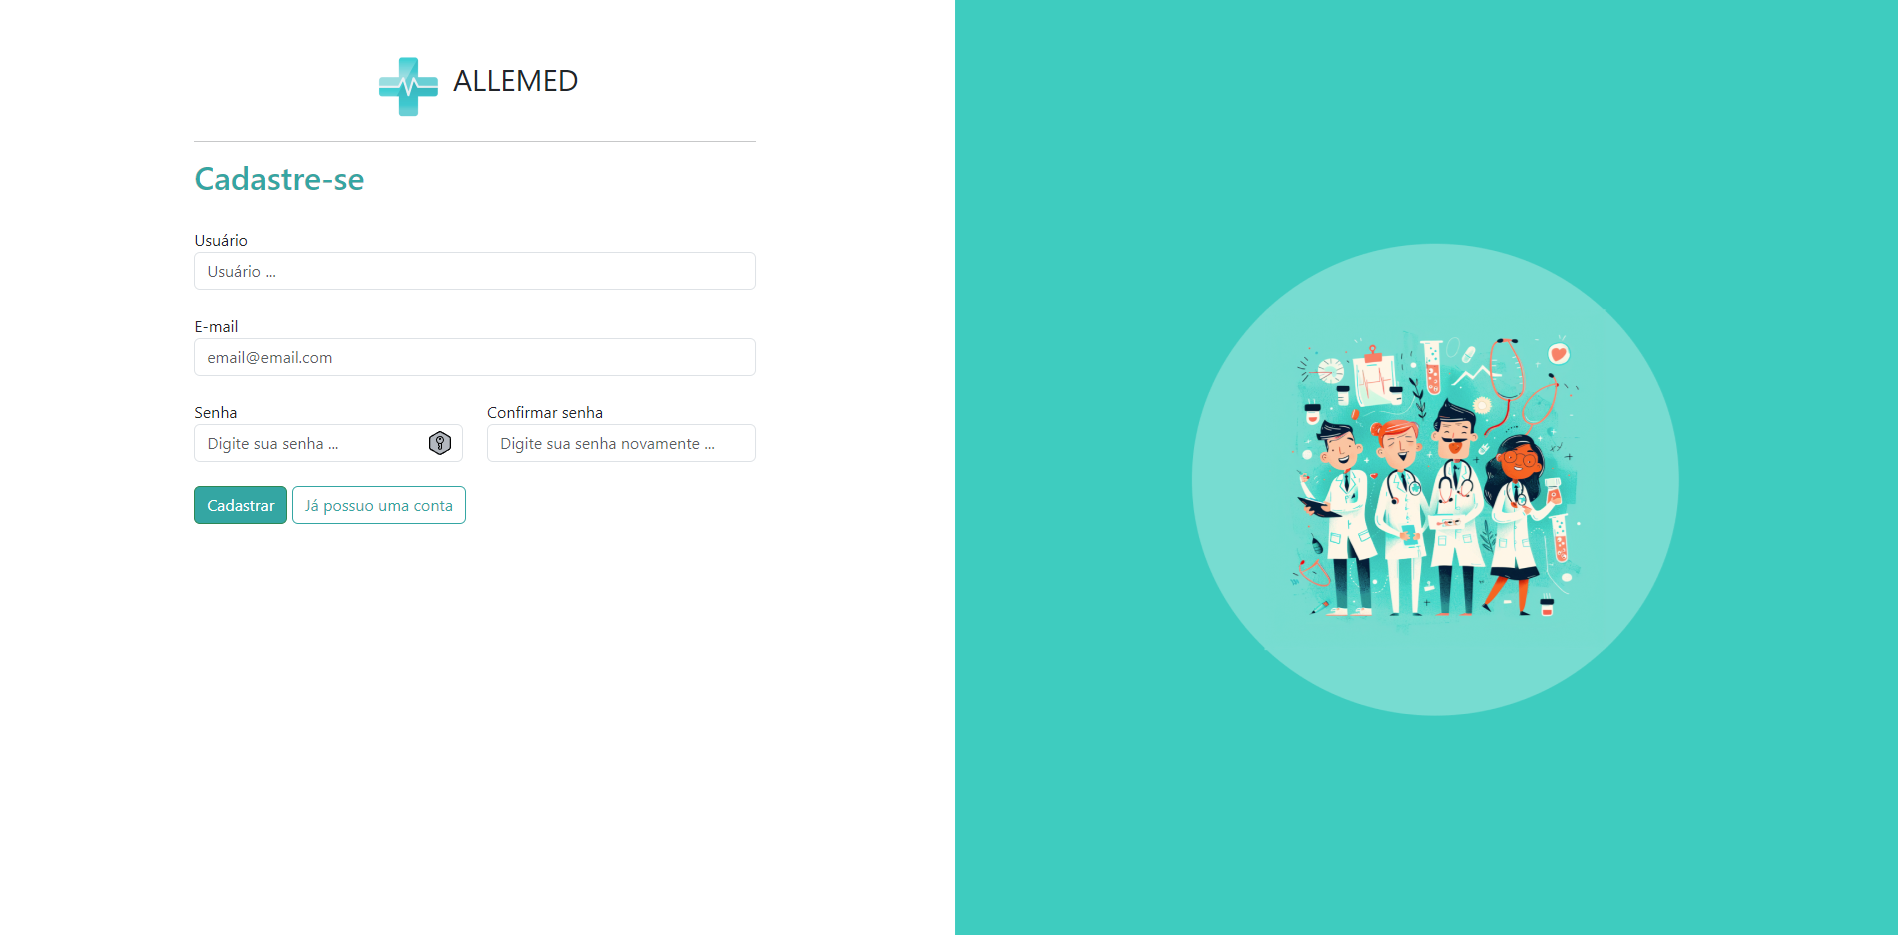 ALLEMED
Cadastre-se
Usuário
Usuário ...
E-mail
email@email.com
Senha
Confirmar senha
Digite sua senha ...
Digite sua senha novamente ...
Cadastrar
Já possuo uma conta